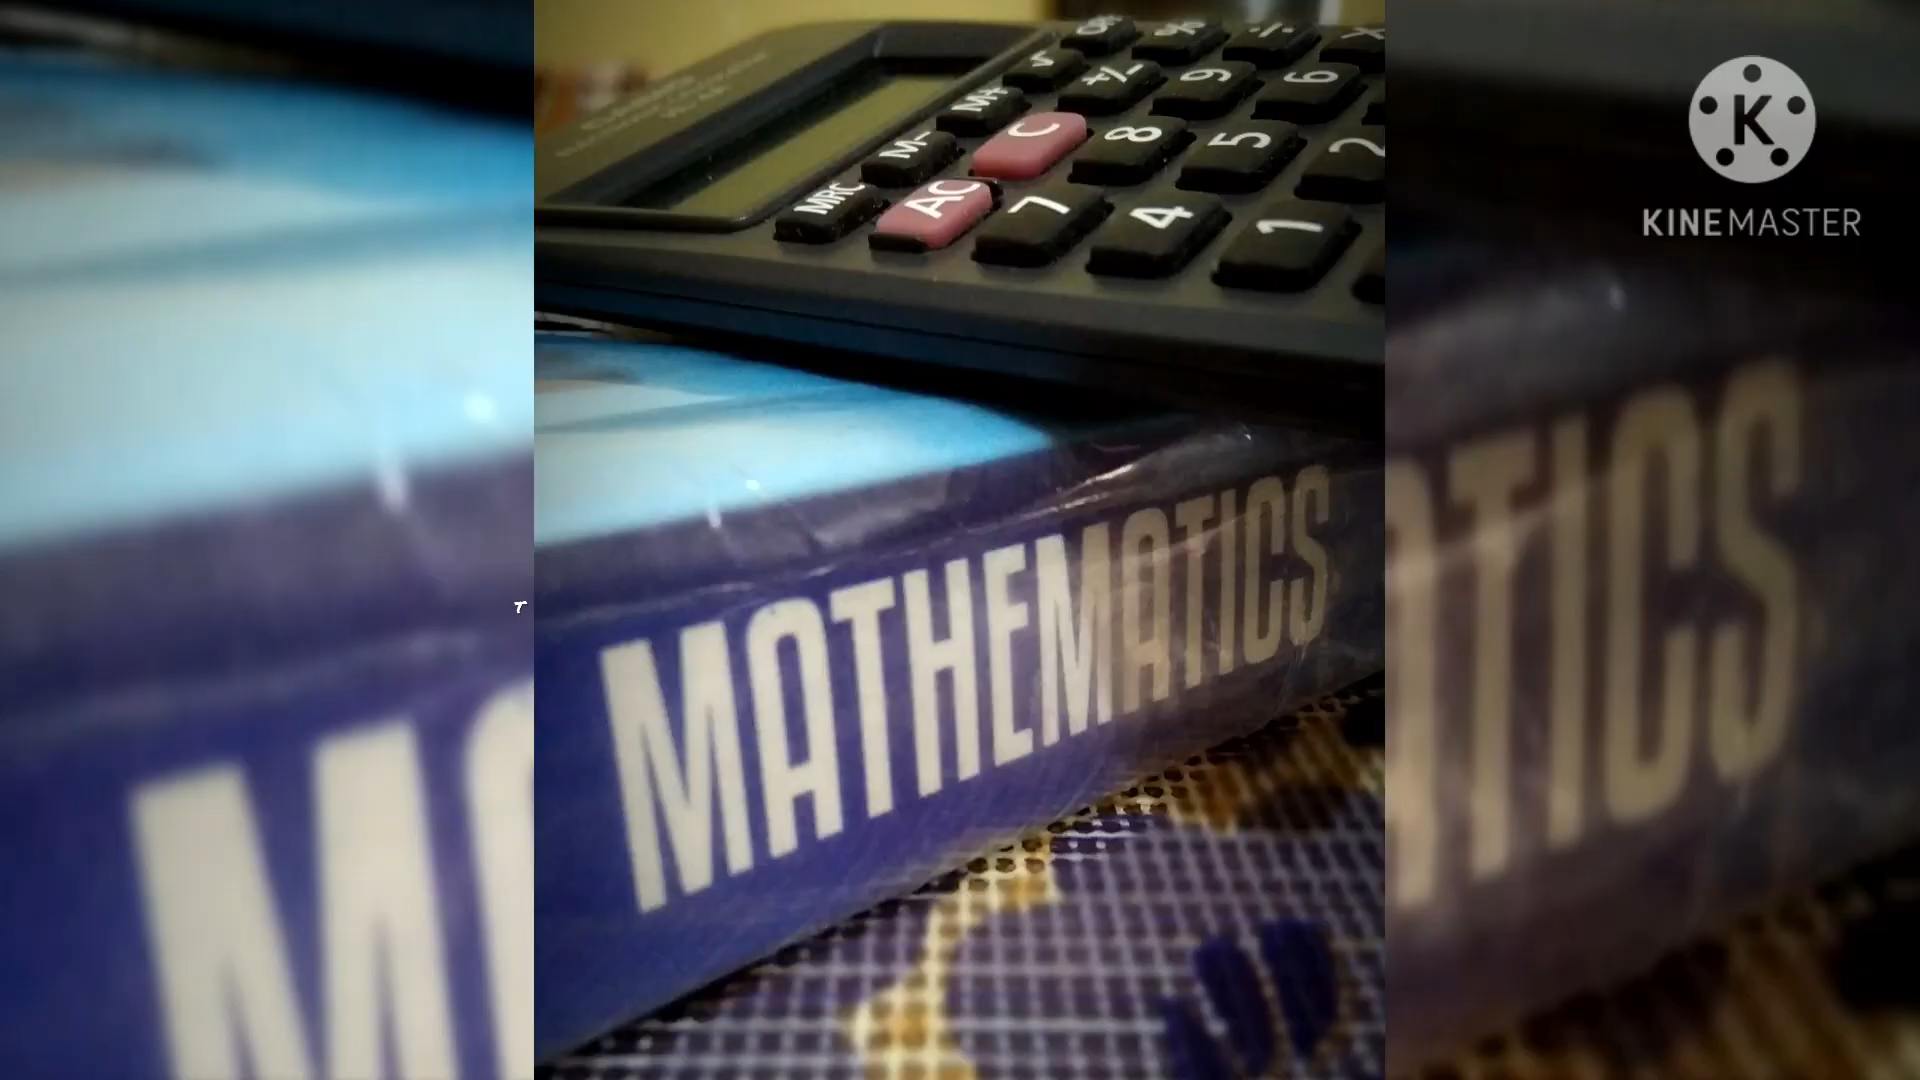 K
KINEMASTER
% ÷ ×
√ +/- 9 6
M+ C 8 5 2
M- AC 7 4 1
MRC
T
MATHEMATICS